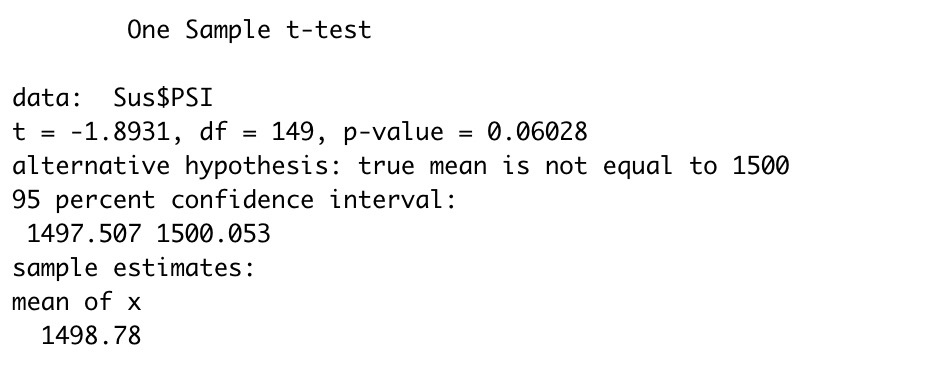 One Sample t-test
data:  Sus$PSI
t = -1.8931, df = 149, p-value = 0.06028
alternative hypothesis: true mean is not equal to 1500
95 percent confidence interval:
1497.507 1500.053
sample estimates:
mean of x
1498.78